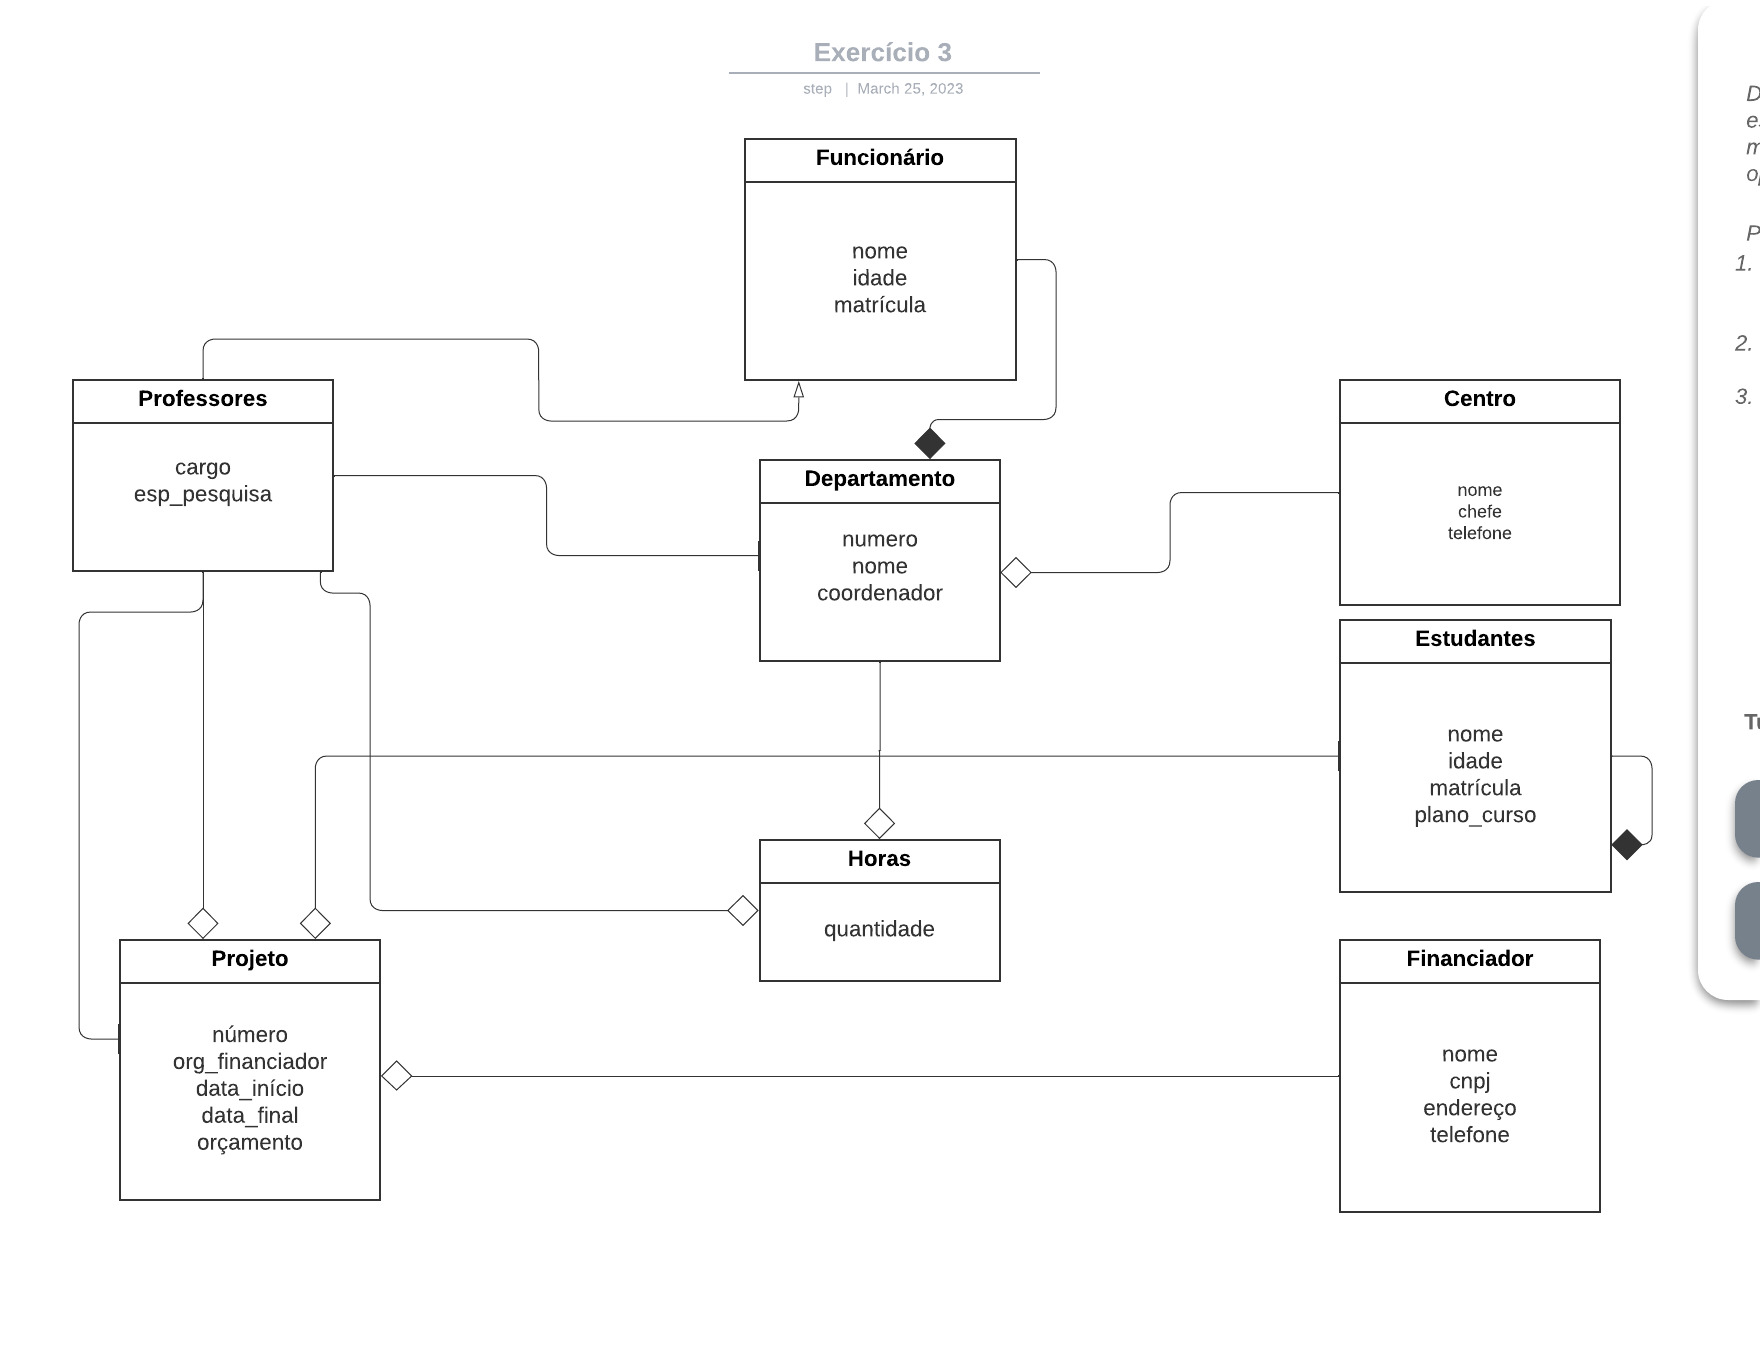 Exercício 3
step | March 25, 2023
Funcionário
nome
idade
matrícula
Professores
cargo
esp_pesquisa
Departamento
numero
nome
coordenador
Centro
nome
chefe
telefone
Estudantes
nome
idade
matrícula
plano_curso
Horas
quantidade
Projeto
número
org_financiador
data_início
data_final
orçamento
Financiador
nome
cnpj
endereço
telefone
1.
2.
3.